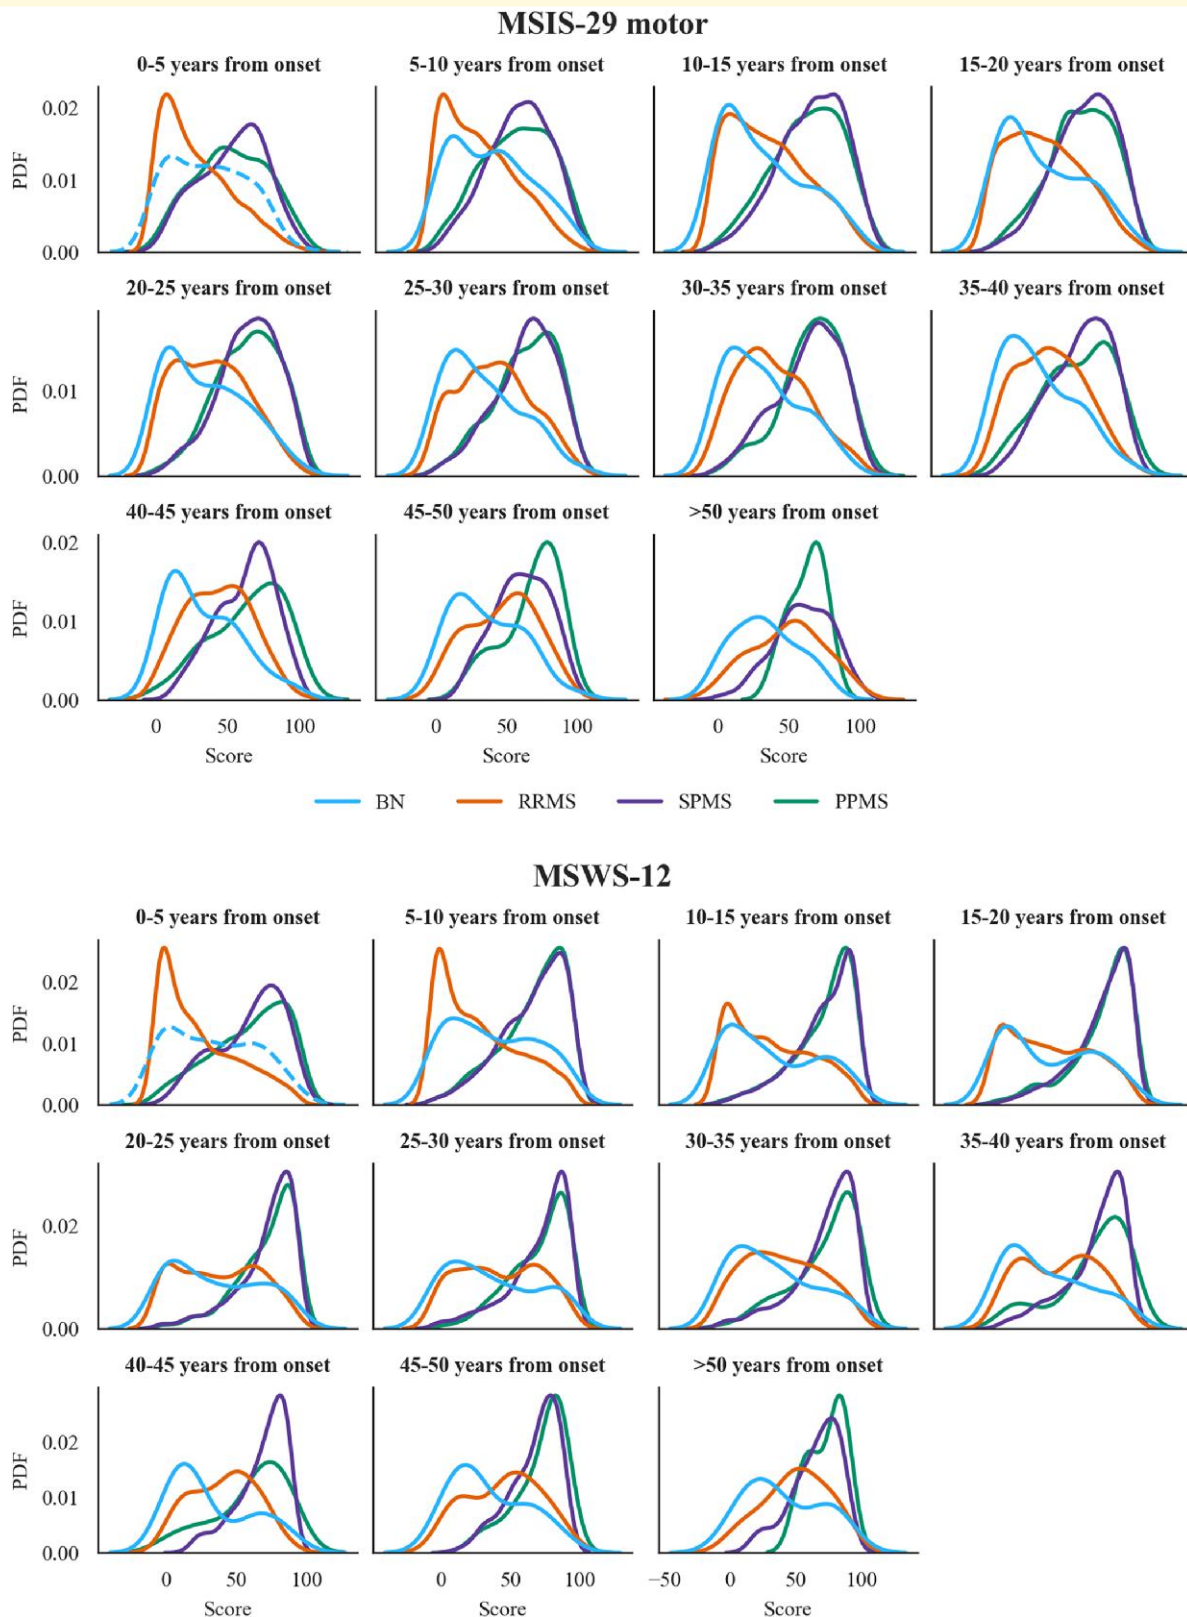 MSIS-29 motor
0-5 years from onset
5-10 years from onset
10-15 years from onset
15-20 years from onset
0.02
PDF
0.01
0.00
20-25 years from onset
25-30 years from onset
30-35 years from onset
35-40 years from onset
PDF
0.01
0.00
40-45 years from onset
45-50 years from onset
>50 years from onset
0.02
PDF
0.01
0.00
0 50 100
0 50 100
0 50 100
Score
Score
Score
BN
RRMS
SPMS
PPMS
MSWS-12
0-5 years from onset
5-10 years from onset
10-15 years from onset
15-20 years from onset
0.02
PDF
0.01
0.00
20-25 years from onset
25-30 years from onset
30-35 years from onset
35-40 years from onset
0.02
PDF
0.00
40-45 years from onset
45-50 years from onset
>50 years from onset
0.02
PDF
0.01
0.00
0 50 100
0 50 100
−50 0 50 100
Score
Score
Score